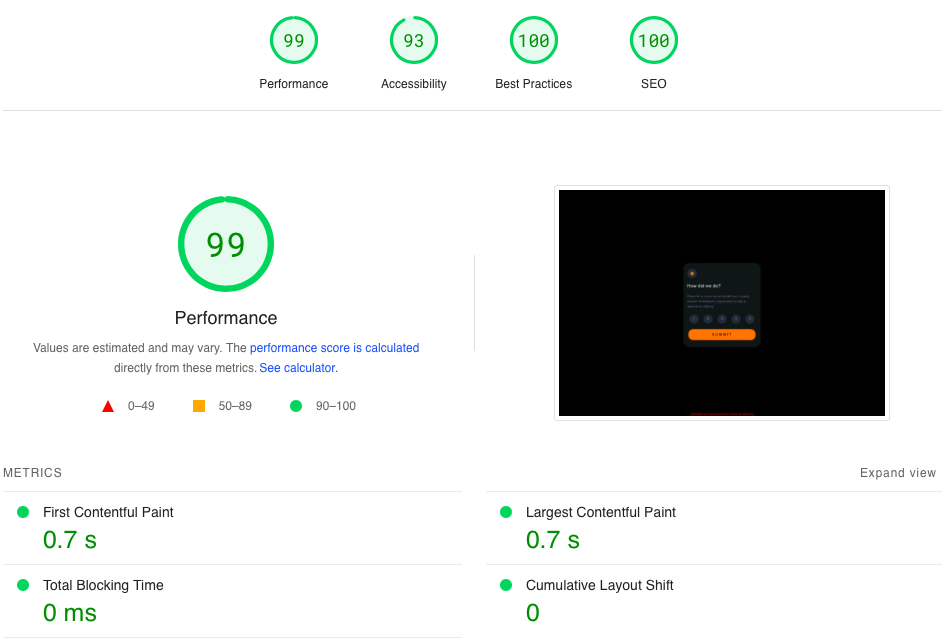 99
93
100
100
Performance
Accessibility
Best Practices
SEO
99
Performance
Values are estimated and may vary. The performance score is calculated
directly from these metrics. See calculator.
0–49
50–89
90–100
How did we do?
SUBMIT
METRICS
Expand view
First Contentful Paint
0.7 s
Largest Contentful Paint
0.7 s
Total Blocking Time
0 ms
Cumulative Layout Shift
0